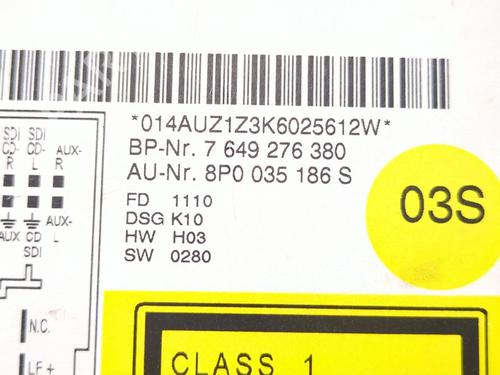 *014AUZ1Z3K6025612W*
BP-Nr. 7 649 276 380
AU-Nr. 8P0 035 186 S
FD 1110
DSG K10
HW H03
SW 0280
03S
SDI SDI
CD- CD- AUX-
R L R
AUX CD AUX-
SDI L
N.C.
LF +
CLASS 1